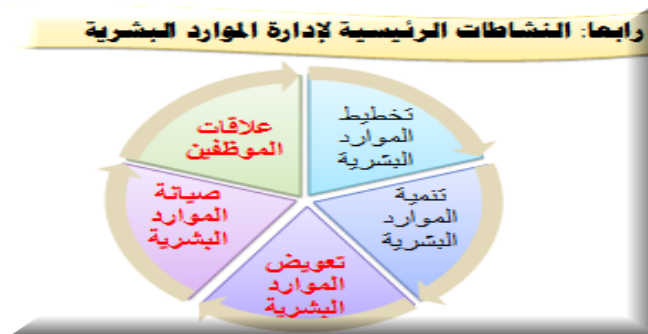 رابعا: النشاطات الرئيسية لإدارة الموارد البشرية
تخطيط
الموارد
البشرية
تنمية
الموارد
البشرية
تعويض
الموارد
البشرية
صيانة
الموارد
البشرية
علاقات
الموظفين